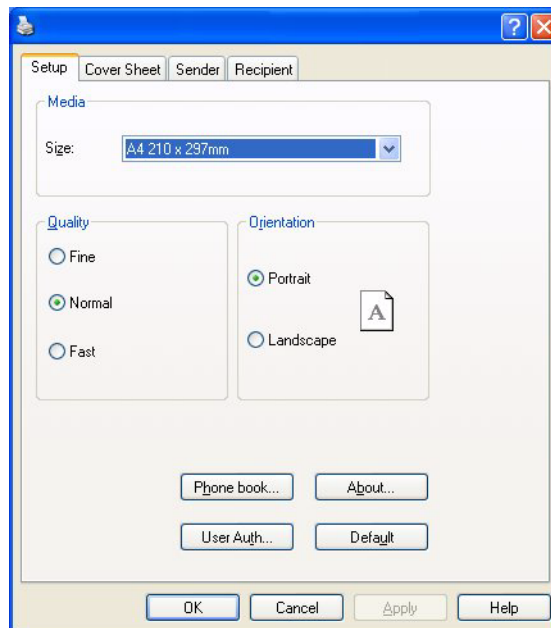 Setup Cover Sheet Sender Recipient
Media
Size: A4 210 x 297mm
Quality Orientation
Fine
Portrait
Normal
A
Landscape
Fast
Phone book... About...
User Auth... Default
OK Cancel Apply Help